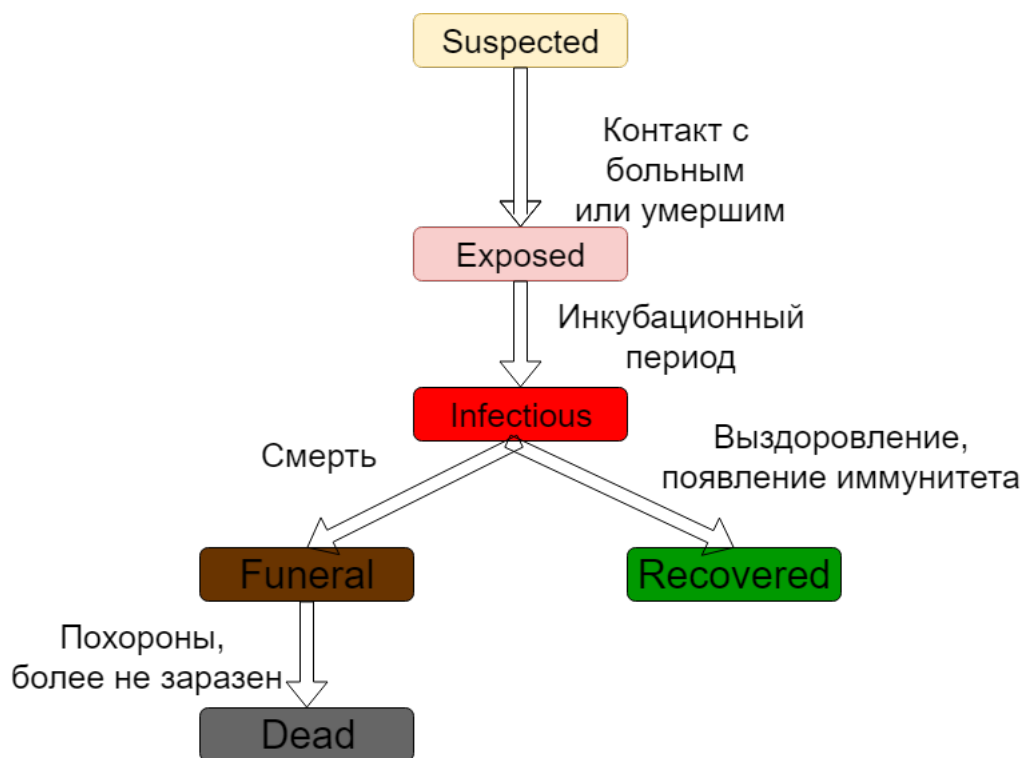 Suspected
Контакт с
больным
или умершим
Exposed
Инкубационный
период
Infectious
Смерть
Выздоровление,
появление иммунитета
Funeral
Recovered
Похороны,
более не заразен
Dead